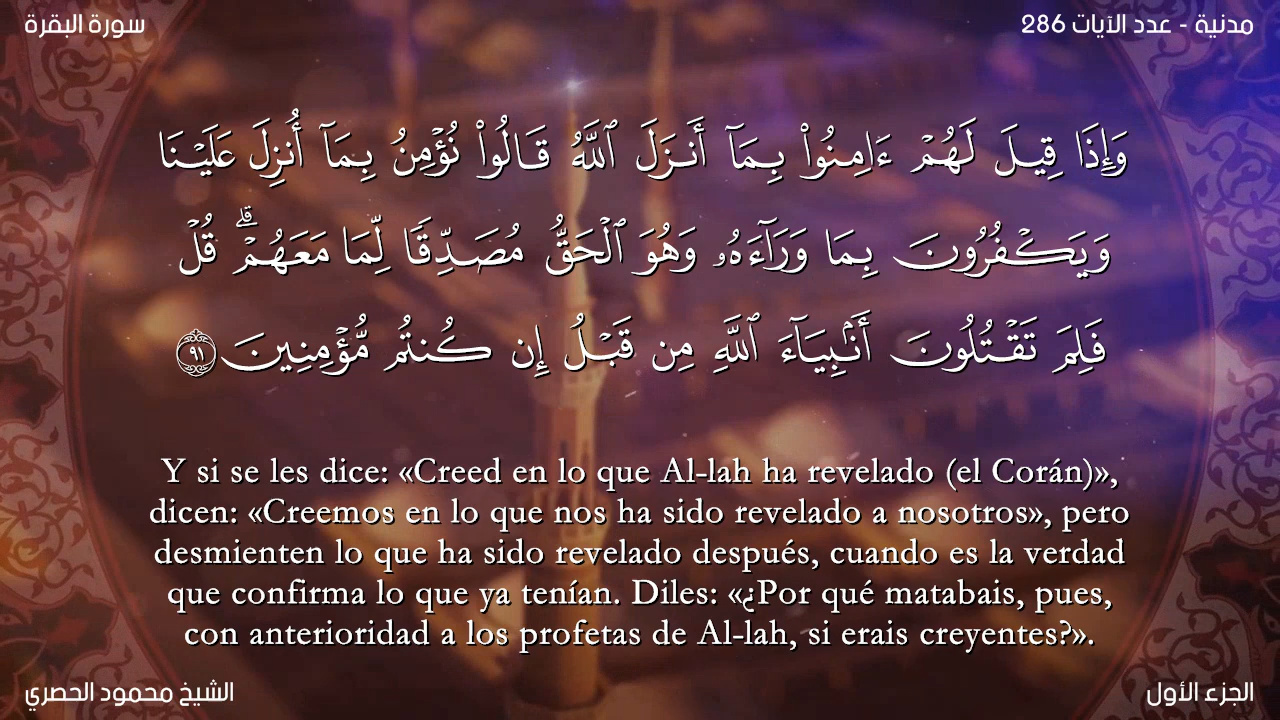 مدنية - عدد الآيات 286
سورة البقرة
وَإِذَا قِيلَ لَهُمْ ءَامِنُوا۟ بِمَآ أَنزَلَ ٱللَّهُ قَالُوا۟ نُؤْمِنُ بِمَآ أُنزِلَ عَلَيْنَا
وَيَكْفُرُونَ بِمَا وَرَآءَهُۥ وَهُوَ ٱلْحَقُّ مُصَدِّقًا لِّمَا مَعَهُمْ ۗ قُلْ
فَلِمَ تَقْتُلُونَ أَنۢبِيَآءَ ٱللَّهِ مِن قَبْلُ إِن كُنتُم مُّؤْمِنِينَ ٩١
Y si se les dice: «Creed en lo que Al-lah ha revelado (el Corán)»,
dicen: «Creemos en lo que nos ha sido revelado a nosotros», pero
desmienten lo que ha sido revelado después, cuando es la verdad
que confirma lo que ya tenían. Diles: «¿Por qué matabais, pues,
con anterioridad a los profetas de Al-lah, si erais creyentes?».
الجزء الأول
الشيخ محمود الحصري